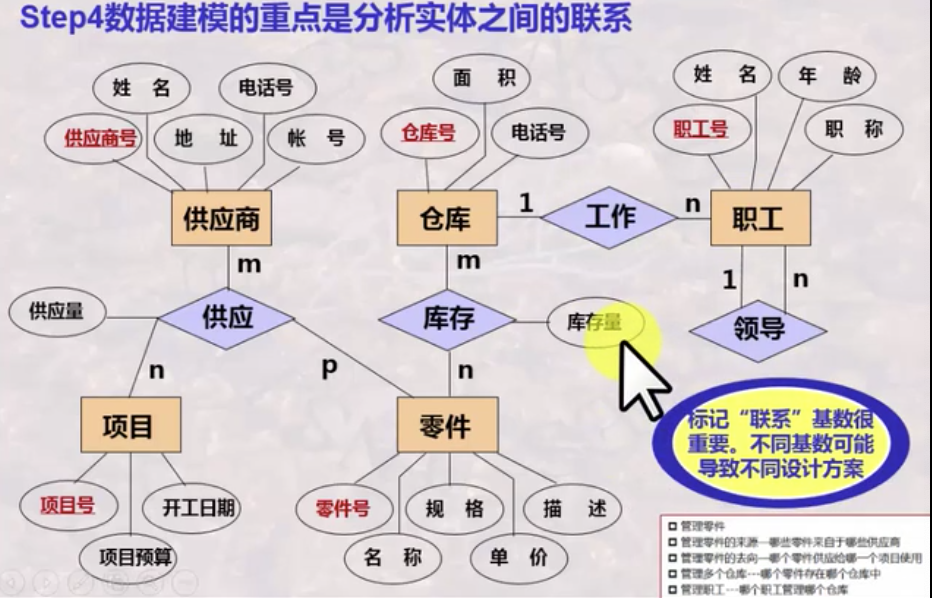 Step4数据建模的重点是分析实体之间的联系
姓 名
电话号
供应商号
地 址
帐 号
面 积
仓库号
电话号
姓 名
年 龄
职工号
职 称
供应商
仓库
1
工作
n
职工
m
m
1
n
供应量
供应
库存
库存量
领导
n
p
n
项目
零件
标记“联系”基数很
重要。不同基数可能
导致不同设计方案
项目号
开工日期
项目预算
零件号
规 格
描 述
名 称
单 价
管理零件
管理零件的来源—哪些零件来自于哪些供应商
管理零件的去向—哪个零件供应给哪一个项目使用
管理多个仓库---哪个零件存在哪个仓库中
管理职工---哪个职工管理哪个仓库